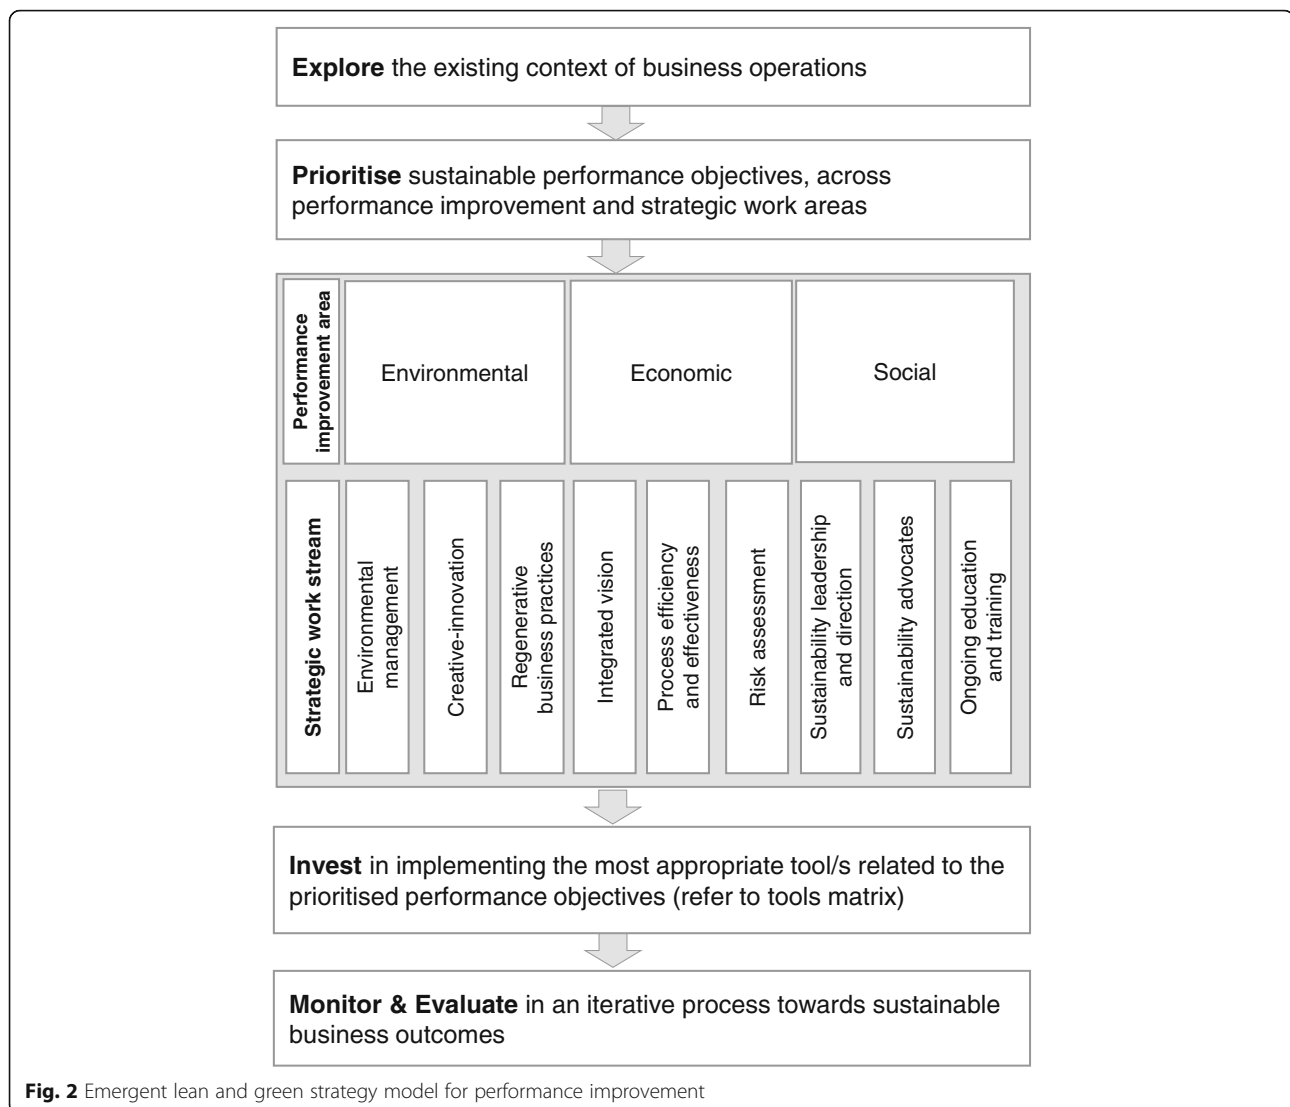 Explore the existing context of business operations
Prioritise sustainable performance objectives, across
performance improvement and strategic work areas
Performance
improvement area
Environmental
Economic
Social
Strategic work stream
Environmental
management
Creative-innovation
Regenerative
business practices
Integrated vision
Process efficiency
and effectiveness
Risk assessment
Sustainability leadership
and direction
Sustainability advocates
Ongoing education
and training
Invest in implementing the most appropriate tool/s related to the
prioritised performance objectives (refer to tools matrix)
Monitor & Evaluate in an iterative process towards sustainable
business outcomes
Fig. 2 Emergent lean and green strategy model for performance improvement